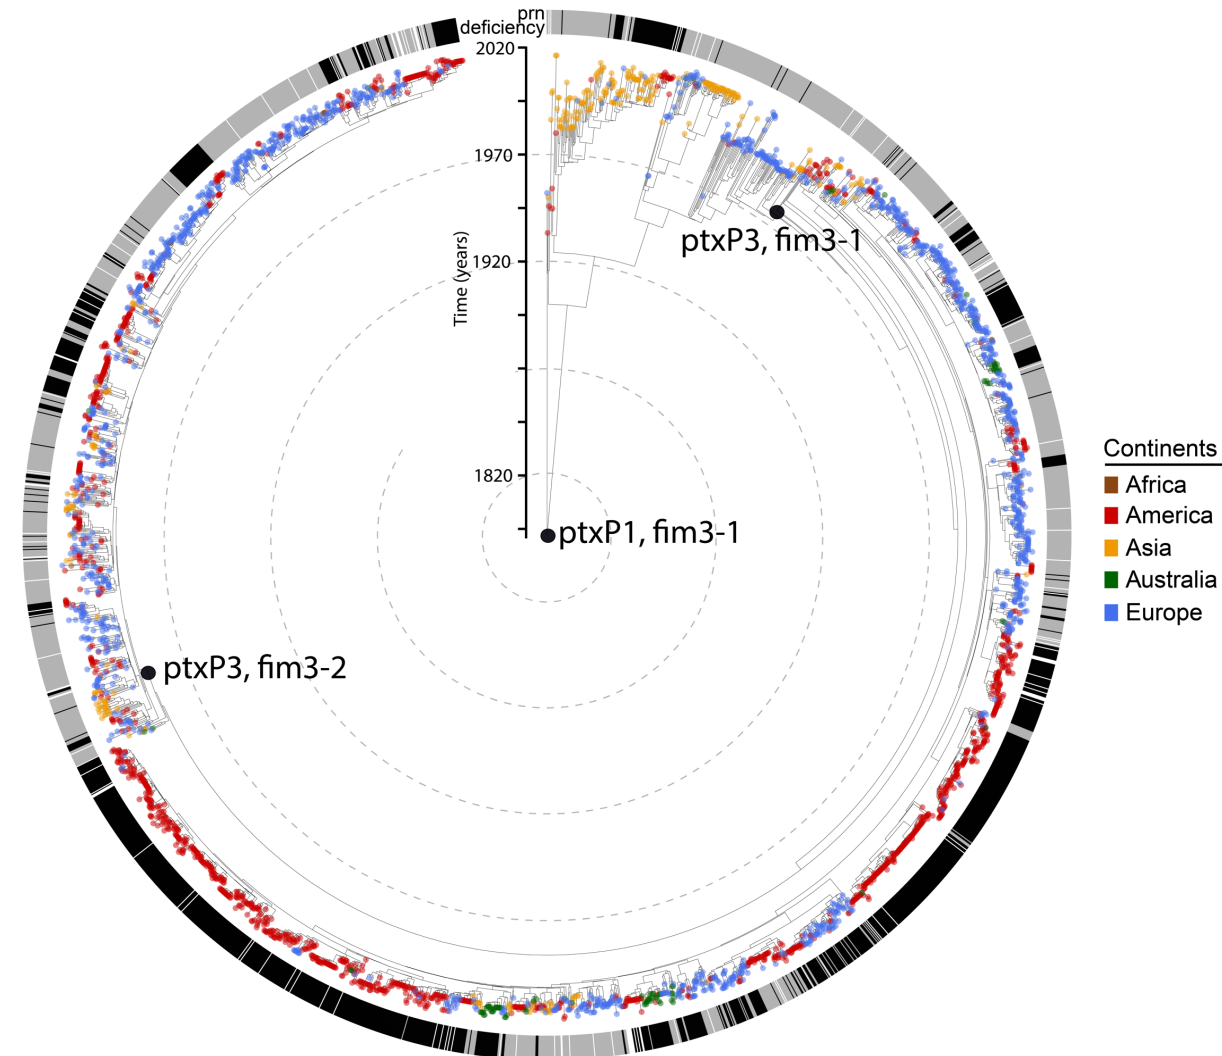 prn
deficiency
2020
1970
1920
1820
Time (years)
ptxP3, fim3-1
ptxP1, fim3-1
ptxP3, fim3-2
Continents
Africa
America
Asia
Australia
Europe